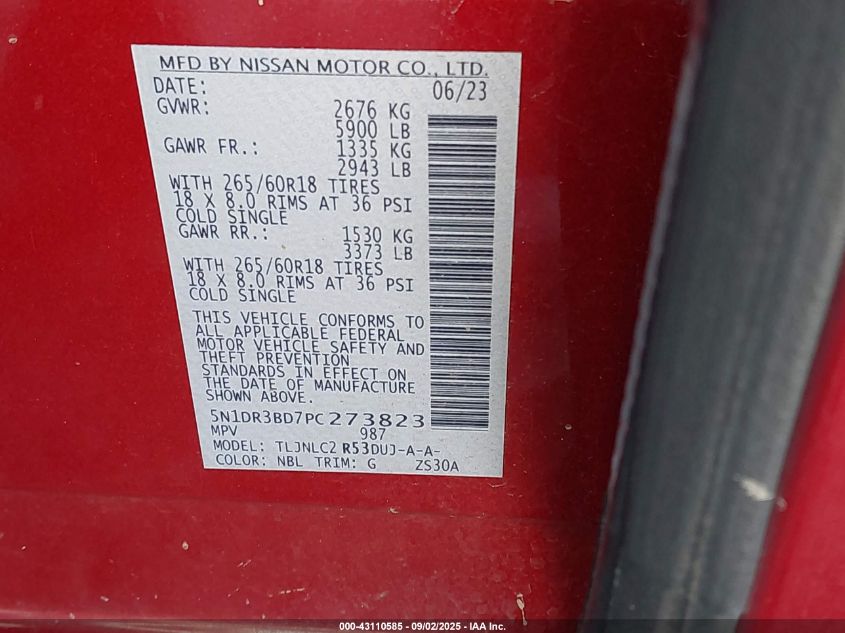 MFD BY NISSAN MOTOR CO., LTD.
DATE: 06/23
GVWR: 2676 KG
5900 LB
GAWR FR.: 1335 KG
2943 LB
WITH 265/60R18 TIRES
18 X 8.0 RIMS AT 36 PSI
COLD SINGLE
GAWR RR.: 1530 KG
3373 LB
WITH 265/60R18 TIRES
18 X 8.0 RIMS AT 36 PSI
COLD SINGLE
THIS VEHICLE CONFORMS TO
ALL APPLICABLE FEDERAL
MOTOR VEHICLE SAFETY AND
THEFT PREVENTION
STANDARDS IN EFFECT ON
THE DATE OF MANUFACTURE
SHOWN ABOVE.
5N1DR3BD7PC273823
MPV 987
MODEL: TLJNLC2 R53DUJ-A-A-
COLOR: NBL TRIM: G ZS30A
000-43110585 - 09/02/2025 - IAA Inc.